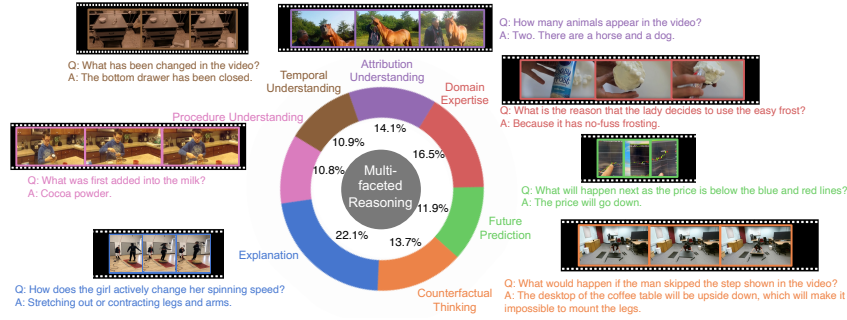 Q: What has been changed in the video?
A: The bottom drawer has been closed.
Q: How many animals appear in the video?
A: Two. There are a horse and a dog.
Temporal
Understanding
Attribution
Understanding
Domain
Expertise
Q: What is the reason that the lady decides to use the easy frost?
A: Because it has no-fuss frosting.
Procedure Understanding
Q: What was first added into the milk?
A: Cocoa powder.
14.1%
10.9%
16.5%
10.8%
Multi-
faceted
Reasoning
11.9%
22.1%
13.7%
Q: What will happen next as the price is below the blue and red lines?
A: The price will go down.
Future
Prediction
Explanation
Q: How does the girl actively change her spinning speed?
A: Stretching out or contracting legs and arms.
Counterfactual
Thinking
Q: What would happen if the man skipped the step shown in the video?
A: The desktop of the coffee table will be upside down, which will make it
impossible to mount the legs.